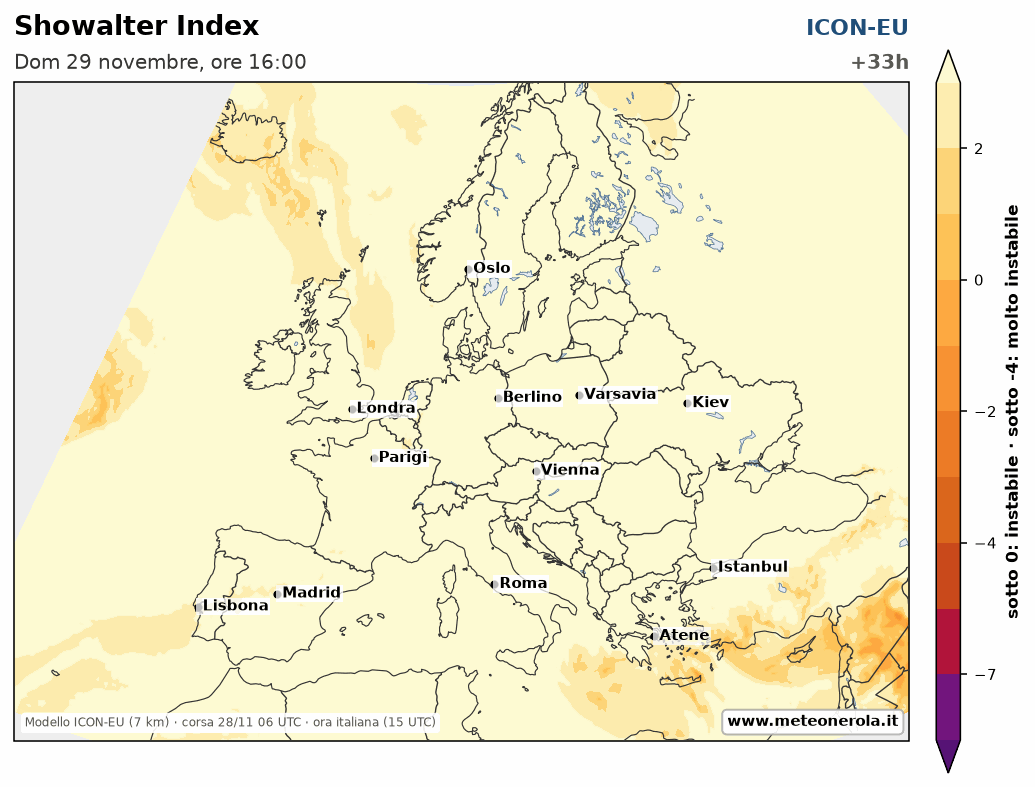 Showalter Index
ICON-EU
Dom 29 novembre, ore 16:00
+33h
Oslo
Berlino
Varsavia
Kiev
Londra
Parigi
Vienna
Istanbul
Roma
Madrid
Lisbona
Atene
Modello ICON-EU (7 km) · corsa 28/11 06 UTC · ora italiana (15 UTC)
www.meteonerola.it
2
0
−2
−4
−7
sotto 0: instabile · sotto -4: molto instabile